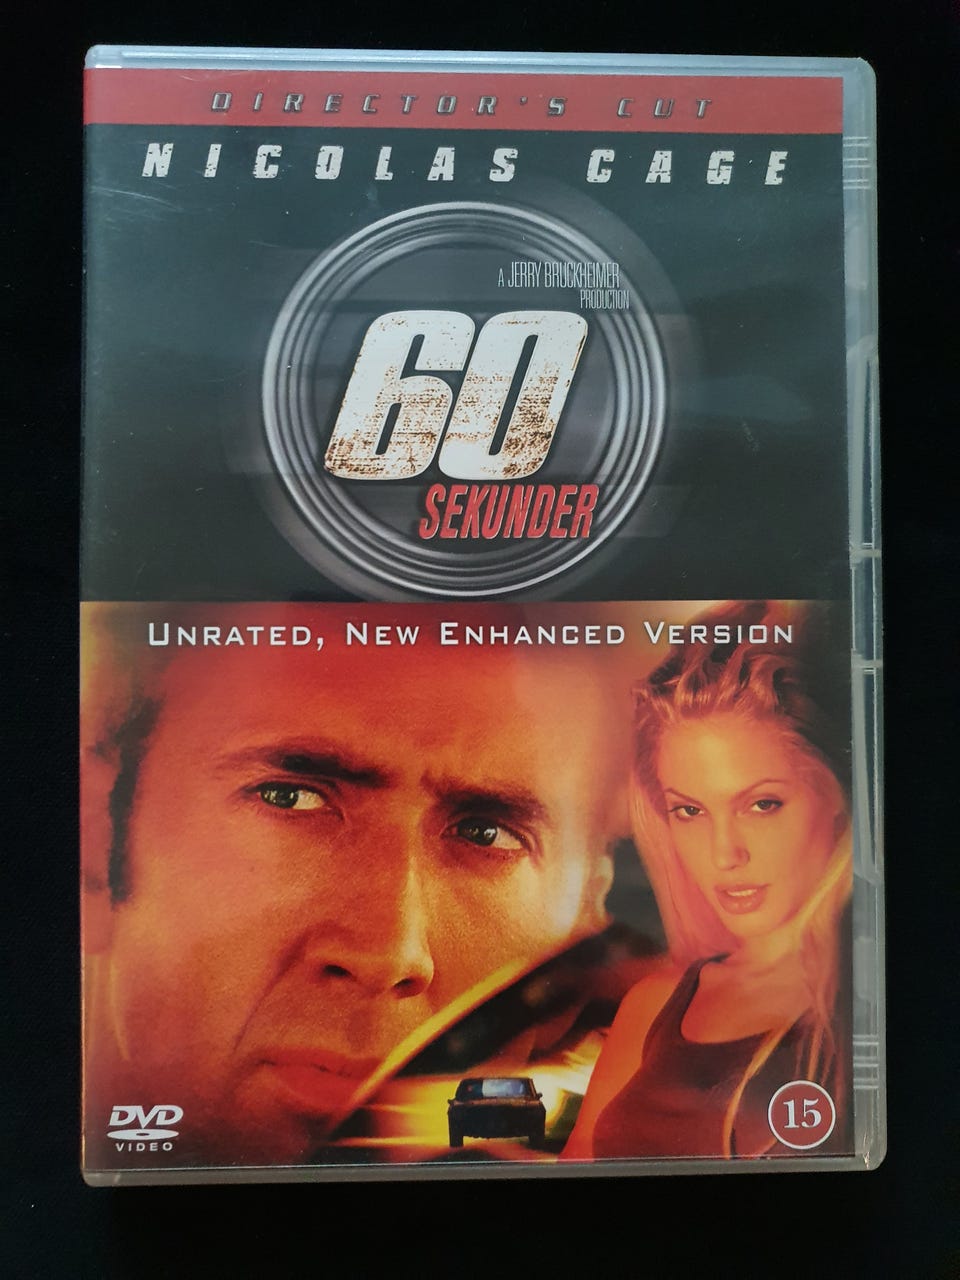 DIRECTOR'S CUT
NICOLAS CAGE
A JERRY BRUCKHEIMER
PRODUCTION
60
SEKUNDER
UNRATED, NEW ENHANCED VERSION
DVD
VIDEO
15